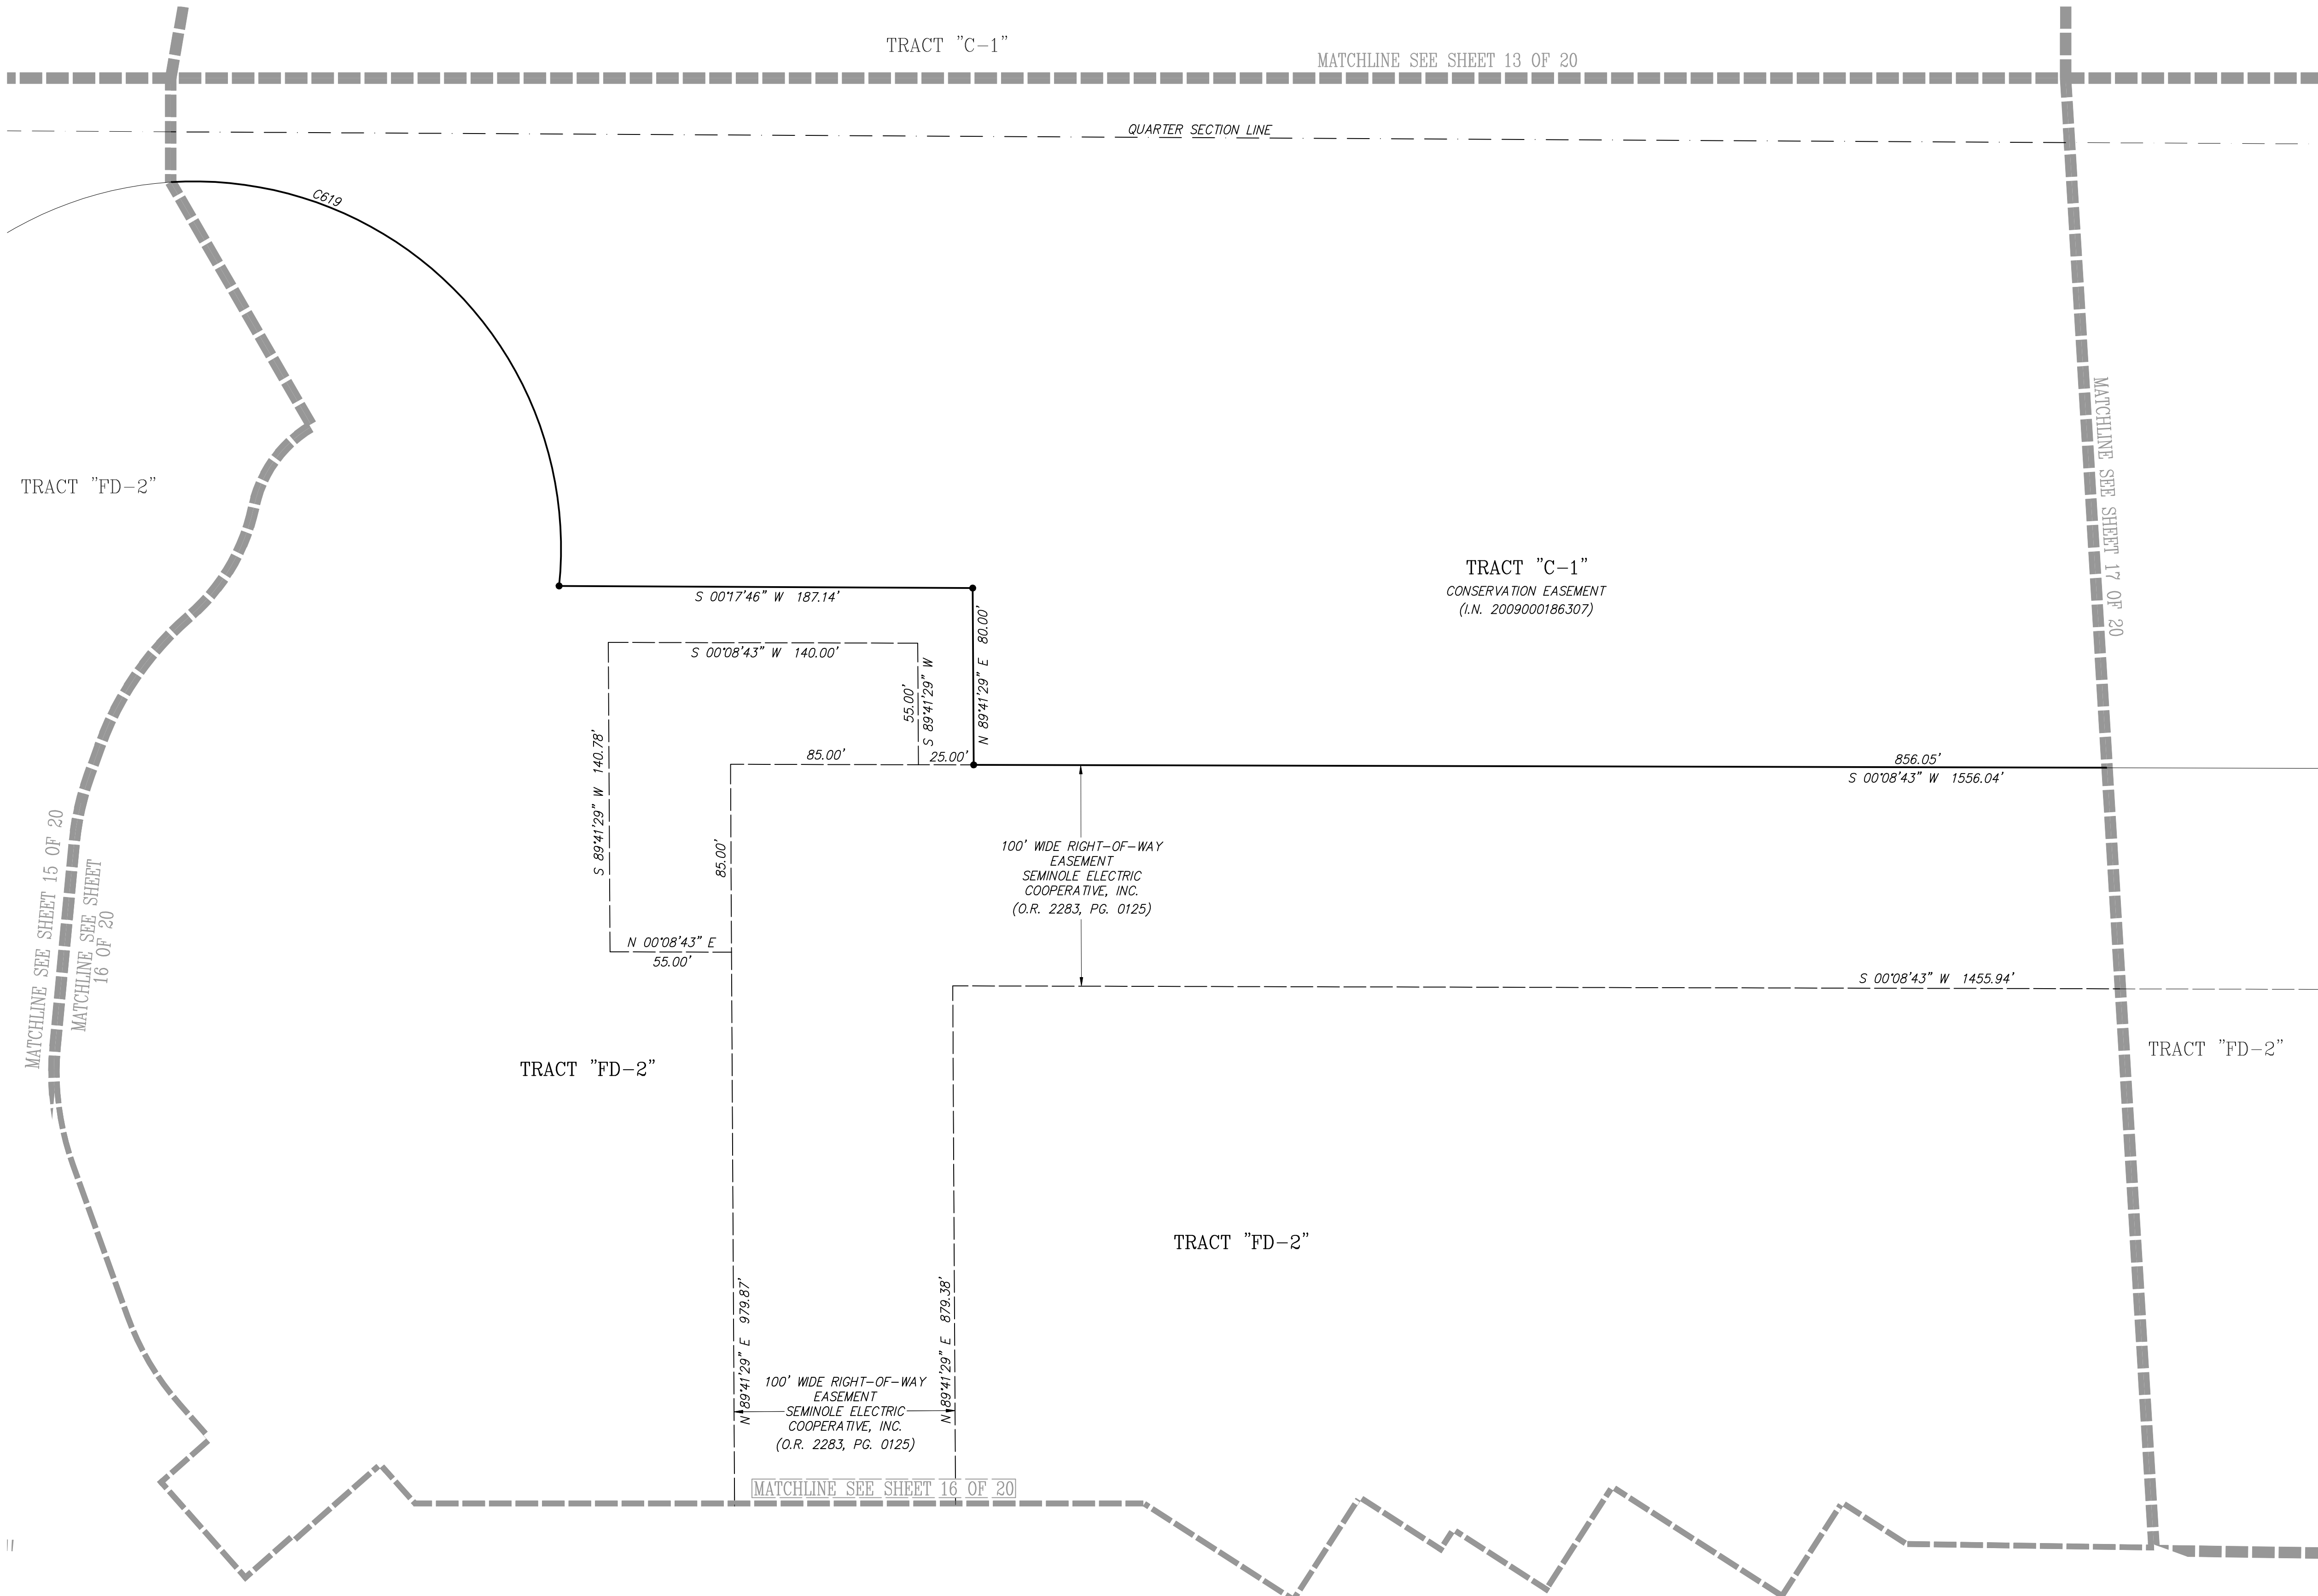 TRACT "C-1"
MATCHLINE SEE SHEET 13 OF 20
QUARTER SECTION LINE
C619
TRACT "FD-2"
S 00°17'46" W 187.14'
N 89°41'29" E 80.00'
TRACT "C-1"
CONSERVATION EASEMENT
(I.N. 2009000186307)
MATCHLINE SEE SHEET 17 OF 20
S 00°08'43" W 140.00'
55.00'
S 89°41'29" W
S 89°41'29" W 140.78'
85.00'
25.00'
856.05'
S 00°08'43" W 1556.04'
85.00'
100' WIDE RIGHT-OF-WAY
EASEMENT
SEMINOLE ELECTRIC
COOPERATIVE, INC.
(O.R. 2283, PG. 0125)
N 00°08'43" E
55.00'
MATCHLINE SEE SHEET 15 OF 20
MATCHLINE SEE SHEET
16 OF 20
S 00°08'43" W 1455.94'
TRACT "FD-2"
TRACT "FD-2"
TRACT "FD-2"
N 89°41'29" E 979.87'
N 89°41'29" E 879.38'
100' WIDE RIGHT-OF-WAY
EASEMENT
SEMINOLE ELECTRIC
COOPERATIVE, INC.
(O.R. 2283, PG. 0125)
MATCHLINE SEE SHEET 16 OF 20